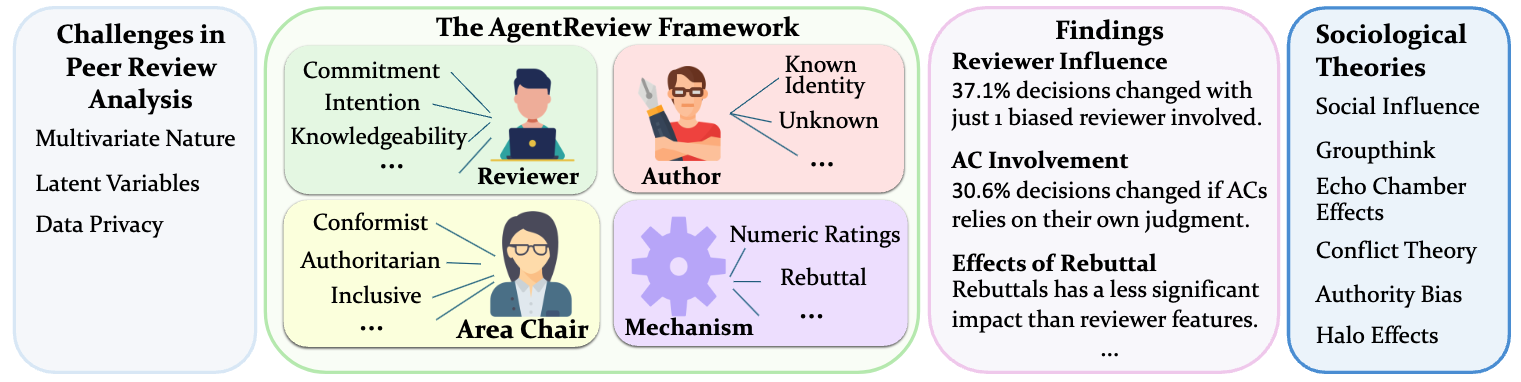 Challenges in
Peer Review
Analysis
Multivariate Nature
Latent Variables
Data Privacy
The AgentReview Framework
Commitment
Intention
Knowledgeability
...
Reviewer
Known
Identity
Unknown
...
Author
Conformist
Authoritarian
Inclusive
...
Area Chair
Numeric Ratings
Rebuttal
...
Mechanism
Findings
Reviewer Influence
37.1% decisions changed with
just 1 biased reviewer involved.
AC Involvement
30.6% decisions changed if ACs
relies on their own judgment.
Effects of Rebuttal
Rebuttals has a less significant
impact than reviewer features.
...
Sociological
Theories
Social Influence
Groupthink
Echo Chamber
Effects
Conflict Theory
Authority Bias
Halo Effects